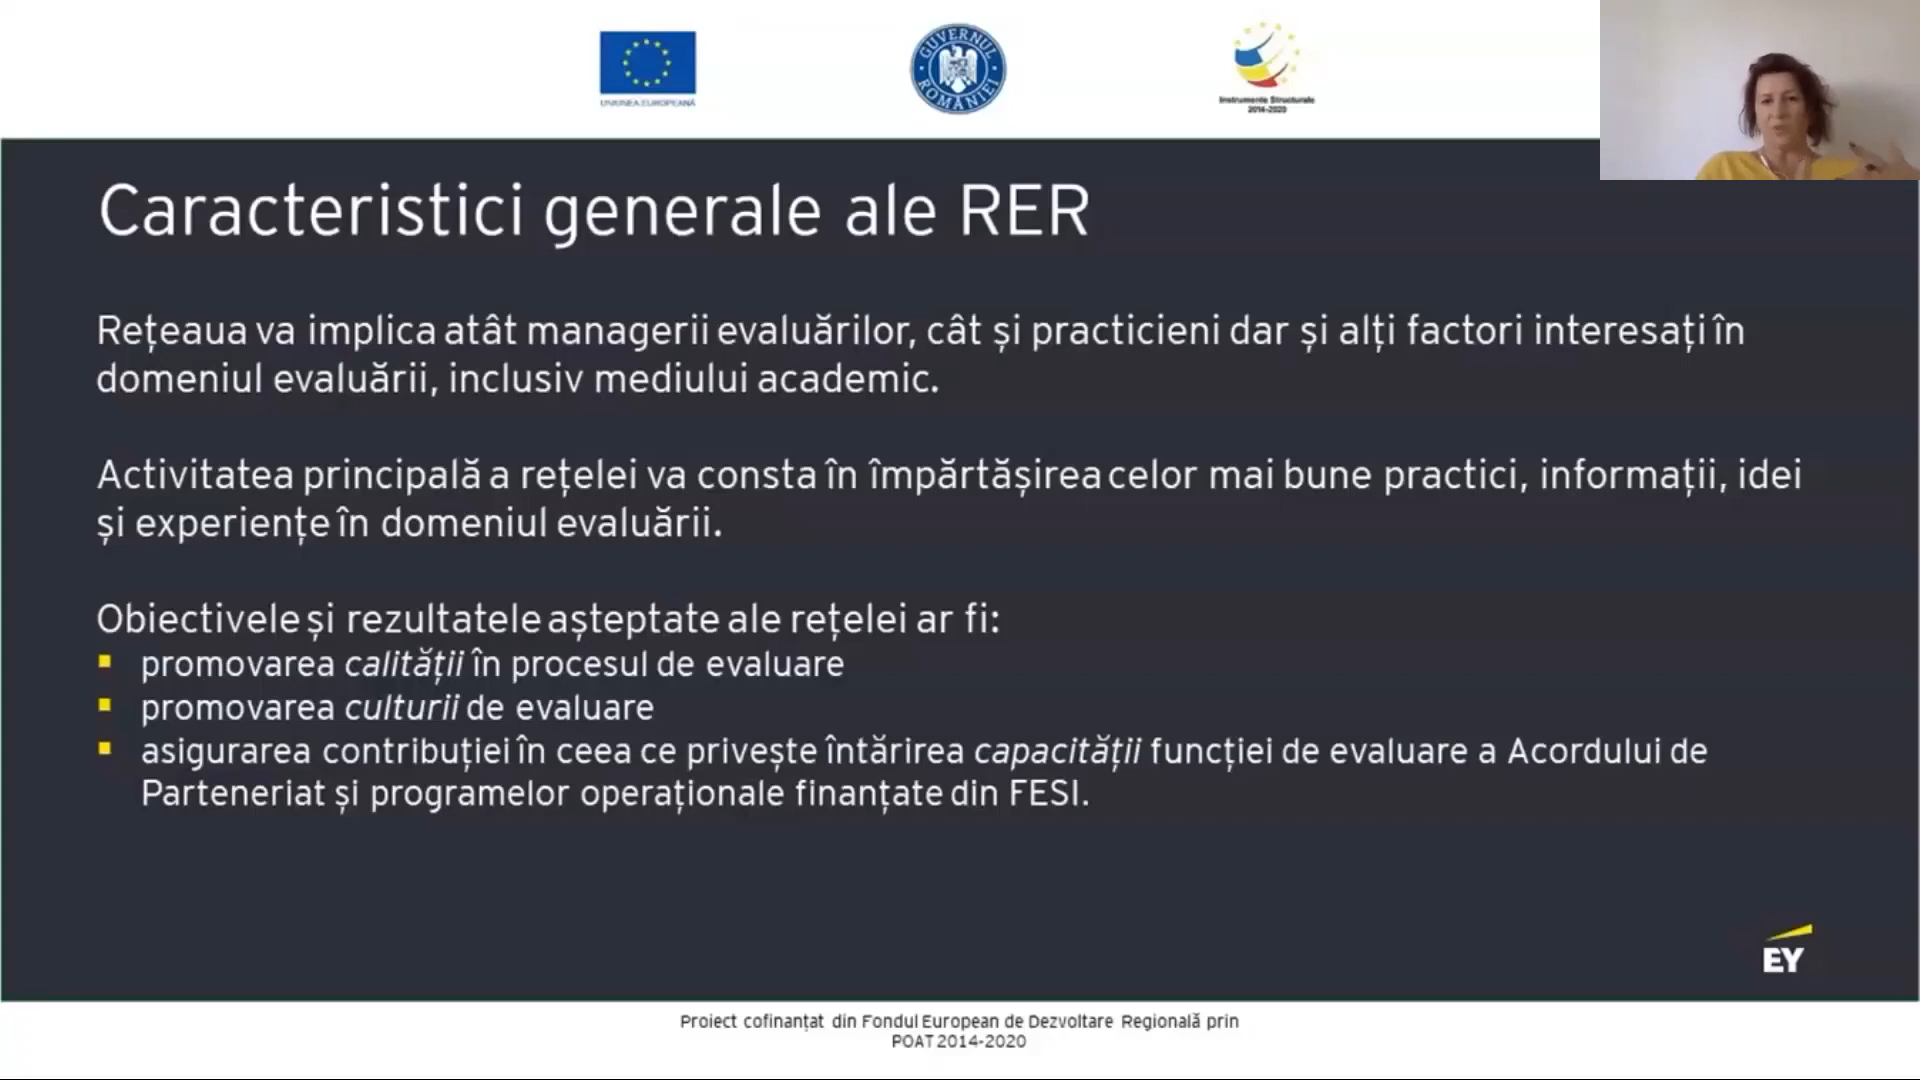 UNIUNEA EUROPEANĂ
GUVERNUL ROMÂNIEI
Instrumente Structurale
2014-2020
Caracteristici generale ale RER
Rețeaua va implica atât managerii evaluărilor, cât și practicieni dar și alți factori interesați în
domeniul evaluării, inclusiv mediului academic.
Activitatea principală a rețelei va consta în împărtășirea celor mai bune practici, informații, idei
și experiențe în domeniul evaluării.
Obiectivele și rezultatele așteptate ale rețelei ar fi:
promovarea calității în procesul de evaluare
promovarea culturii de evaluare
asigurarea contribuției în ceea ce privește întărirea capacității funcției de evaluare a Acordului de
Parteneriat și programelor operaționale finanțate din FESI.
EY
Proiect cofinanțat din Fondul European de Dezvoltare Regională prin
POAT 2014-2020